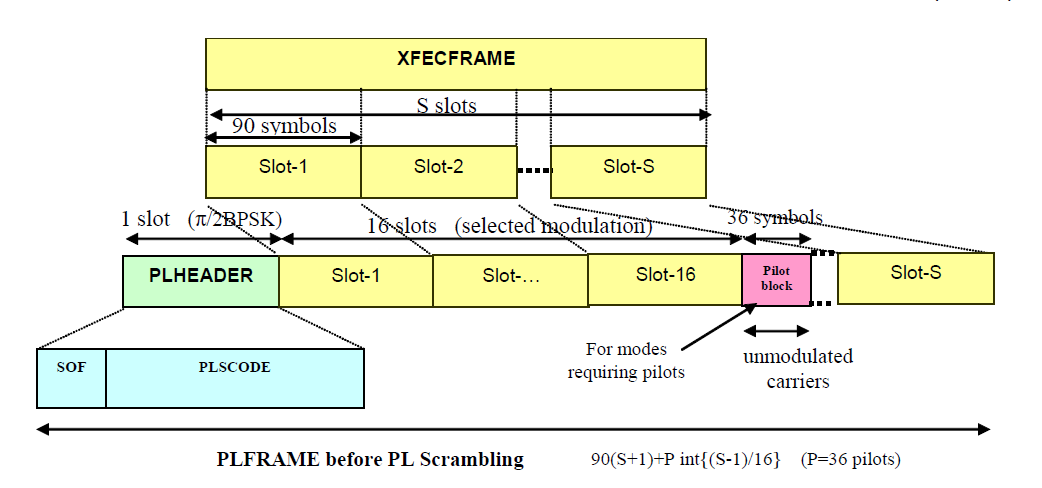 XFECFRAME
S slots
90 symbols
Slot-1 Slot-2 Slot-S
1 slot (π/2BPSK) 16 slots (selected modulation) 36 symbols
PLHEADER Slot-1 Slot-... Slot-16 Pilot block Slot-S
For modes
requiring pilots
unmodulated
carriers
SOF PLSCODE
PLFRAME before PL Scrambling 90(S+1)+P int{(S-1)/16} (P=36 pilots)